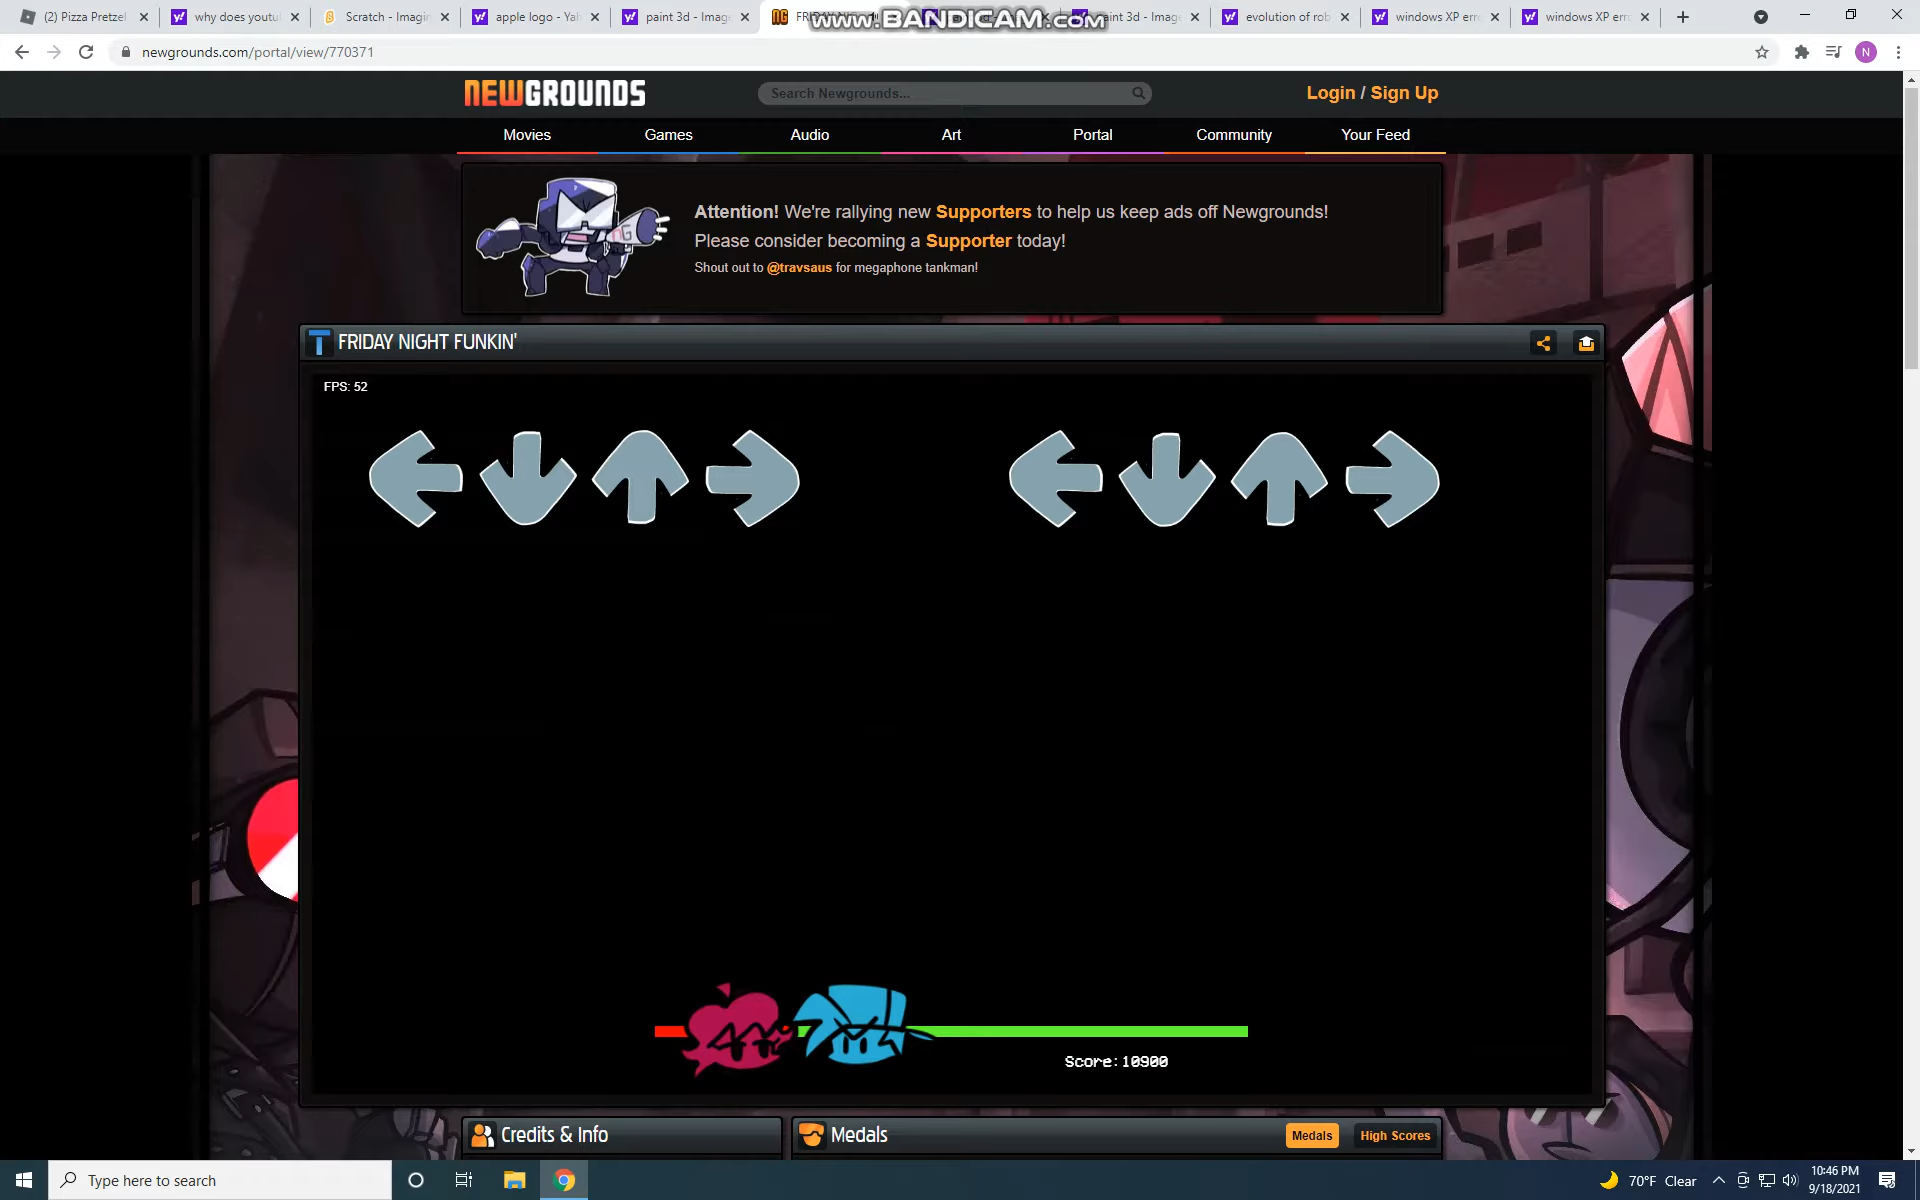 (2) Pizza Pretzel
why does youtu
Scratch - Imagi
apple logo - Yah
paint 3d - Image
www.BANDICAM.com
paint 3d - Image
evolution of rob
windows XP err
windows XP err
newgrounds.com/portal/view/770371
N
NEWGROUNDS
Search Newgrounds...
Login / Sign Up
Movies
Games
Audio
Art
Portal
Community
Your Feed
Attention! We're rallying new Supporters to help us keep ads off Newgrounds!
Please consider becoming a Supporter today!
Shout out to @travsaus for megaphone tankman!
FRIDAY NIGHT FUNKIN'
FPS: 52
Score:10900
Credits & Info
Medals
Medals
High Scores
Type here to search
70°F Clear
10:46 PM
9/18/2021